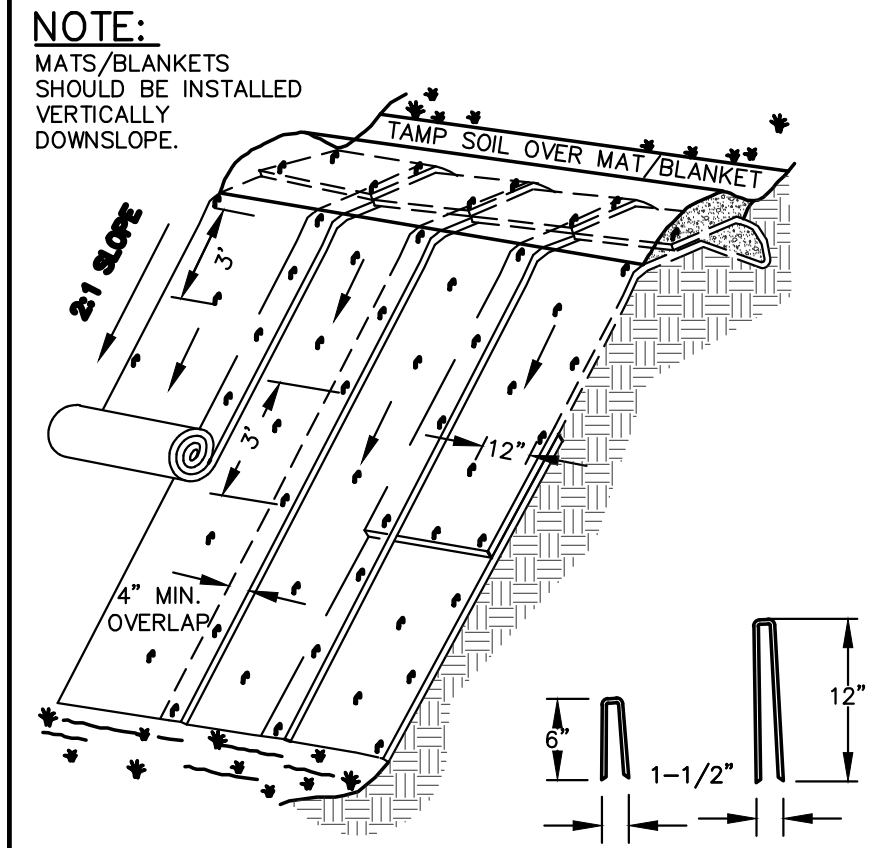 NOTE:
MATS/BLANKETS
SHOULD BE INSTALLED
VERTICALLY
DOWNSLOPE.
TAMP SOIL OVER MAT/BLANKET
2:1 SLOPE
3'
3'
12"
4" MIN.
OVERLAP
6"
1-1/2"
12"